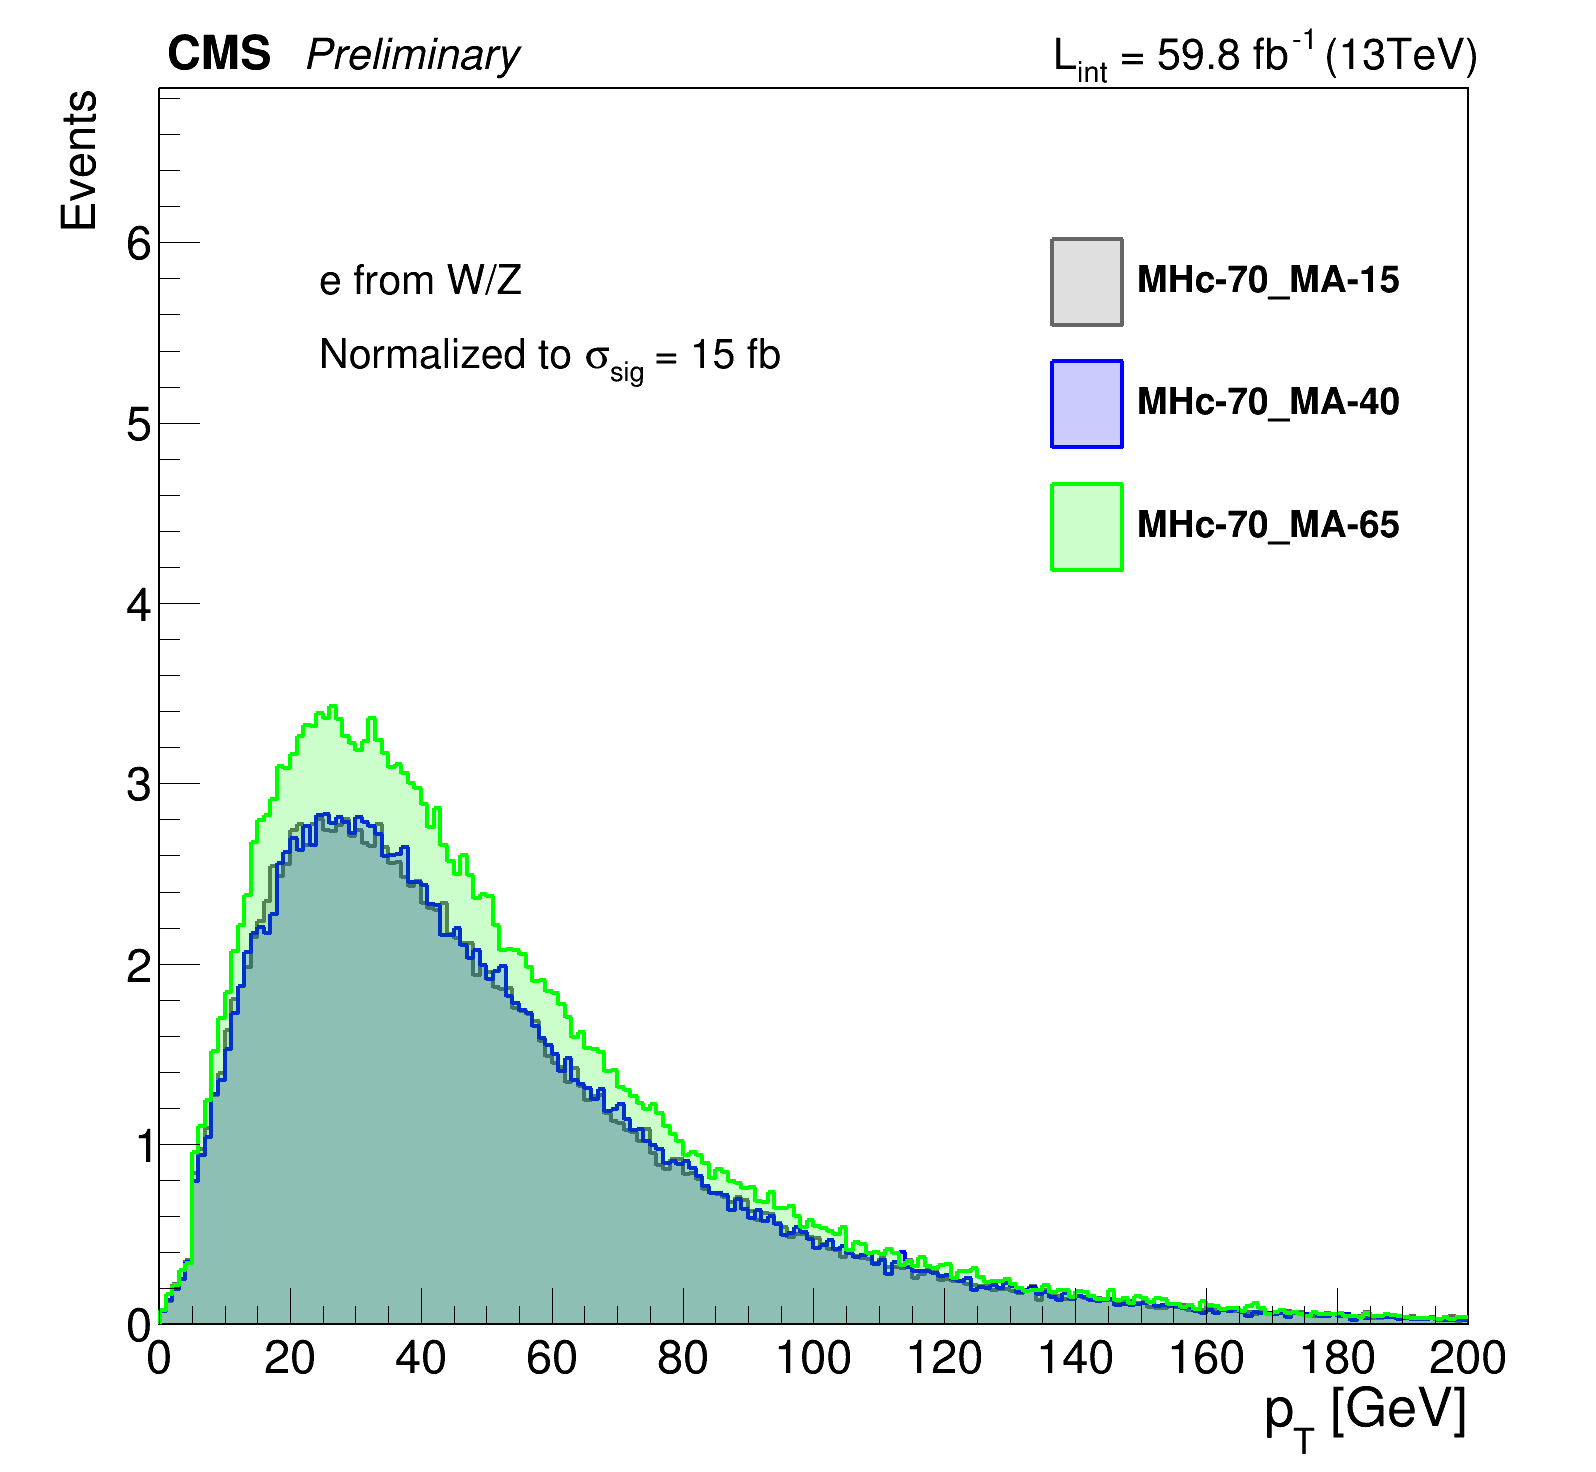 CMS Preliminary L_int = 59.8 fb^-1 (13TeV)
Events
e from W/Z
Normalized to σ_sig = 15 fb
MHc-70_MA-15
MHc-70_MA-40
MHc-70_MA-65
6
5
4
3
2
1
0
0 20 40 60 80 100 120 140 160 180 200
p_T [GeV]